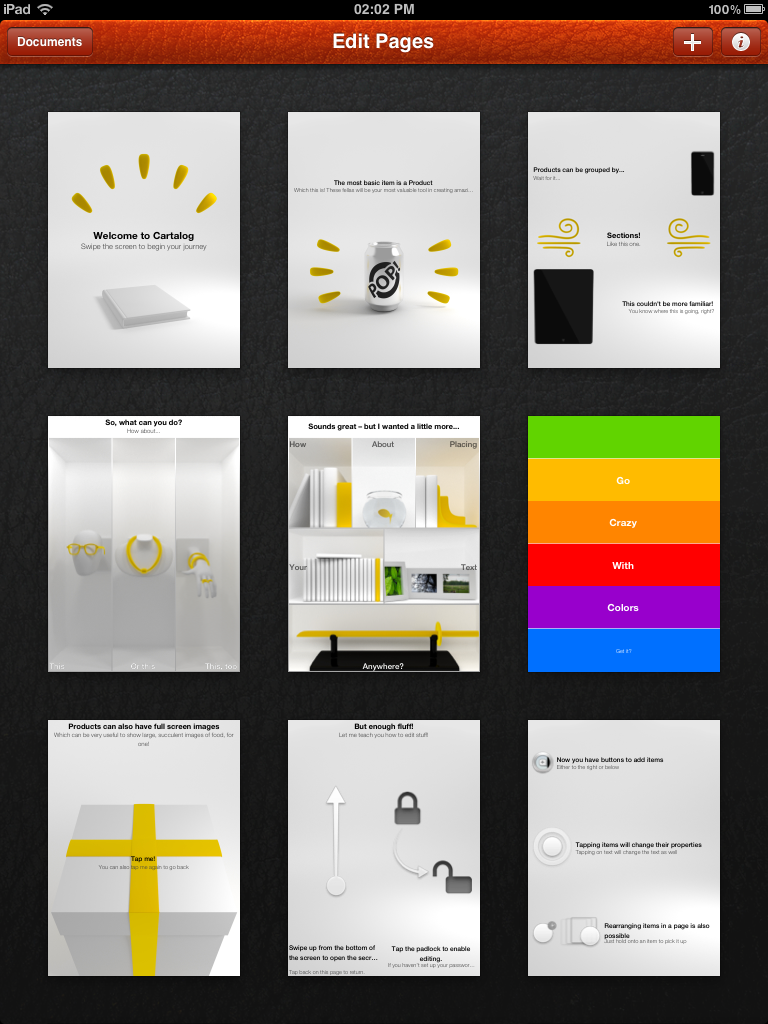 iPad
02:02 PM
100%
Documents
Edit Pages
Welcome to Cartalog
Swipe the screen to begin your journey
The most basic item is a Product
Which this is! These fellas will be your most valuable tool in creating amazi...
POP!
Products can be grouped by...
Wait for it...
Sections!
Like this one.
This couldn't be more familiar!
You know where this is going, right?
So, what can you do?
How about...
This
Or this
This, too
Sounds great – but I wanted a little more...
How
About
Placing
Your
Text
Anywhere?
Go
Crazy
With
Colors
Get it?
Products can also have full screen images
Which can be very useful to show large, succulent images of food, for
one!
Tap me!
You can also tap me again to go back
But enough fluff!
Let me teach you how to edit stuff!
Swipe up from the bottom of
the screen to open the secr...
Tap back on this page to return.
Tap the padlock to enable
editing.
If you haven't set up your passwor...
Now you have buttons to add items
Either to the right or below
Tapping items will change their properties
Tapping on text will change the text as well
Rearranging items in a page is also
possible
Just hold onto an item to pick it up